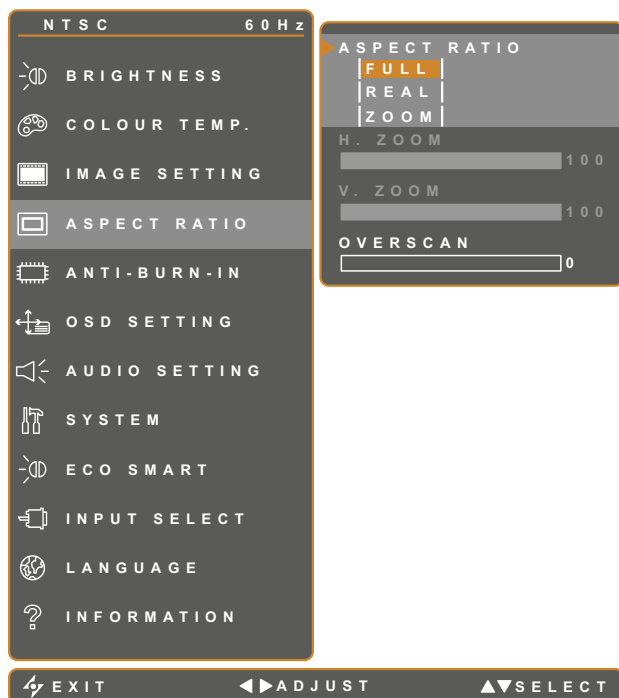 NTSC 60Hz
BRIGHTNESS
COLOUR TEMP.
IMAGE SETTING
ASPECT RATIO
ANTI-BURN-IN
OSD SETTING
AUDIO SETTING
SYSTEM
ECO SMART
INPUT SELECT
LANGUAGE
INFORMATION
ASPECT RATIO
FULL
REAL
ZOOM
H. ZOOM
100
V. ZOOM
100
OVERSCAN
0
EXIT ADJUST SELECT